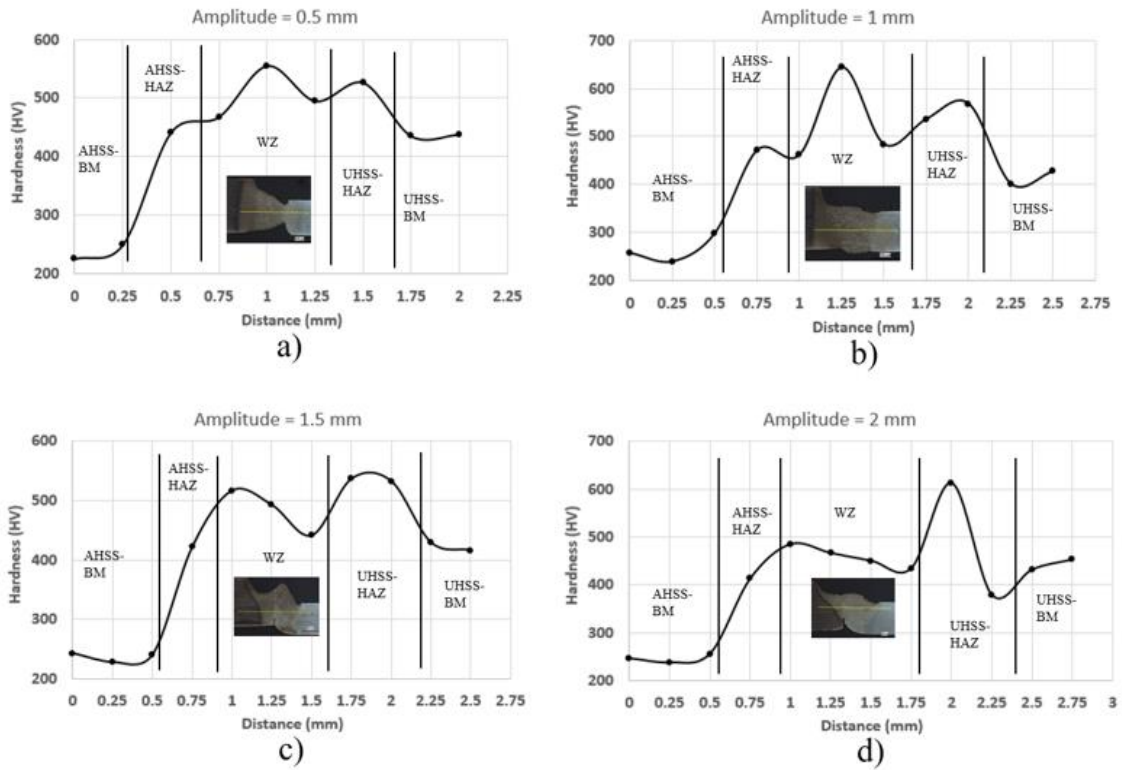 Amplitude = 0.5 mm
600
500
400
300
200
Hardness (HV)
AHSS-
BM
AHSS-
HAZ
WZ
UHSS-
HAZ
UHSS-
BM
0 0.25 0.5 0.75 1 1.25 1.5 1.75 2 2.25
Distance (mm)
a)
Amplitude = 1 mm
700
600
500
400
300
200
Hardness (HV)
AHSS-
BM
AHSS-
HAZ
WZ
UHSS-
HAZ
UHSS-
BM
0 0.25 0.5 0.75 1 1.25 1.5 1.75 2 2.25 2.5 2.75
Distance (mm)
b)
Amplitude = 1.5 mm
600
500
400
300
200
Hardness (HV)
AHSS-
BM
AHSS-
HAZ
WZ
UHSS-
HAZ
UHSS-
BM
0 0.25 0.5 0.75 1 1.25 1.5 1.75 2 2.25 2.5 2.75
Distance (mm)
c)
Amplitude = 2 mm
700
600
500
400
300
200
Hardness (HV)
AHSS-
BM
AHSS-
HAZ
WZ
UHSS-
HAZ
UHSS-
BM
0 0.25 0.5 0.75 1 1.25 1.5 1.75 2 2.25 2.5 2.75 3
Distance (mm)
d)